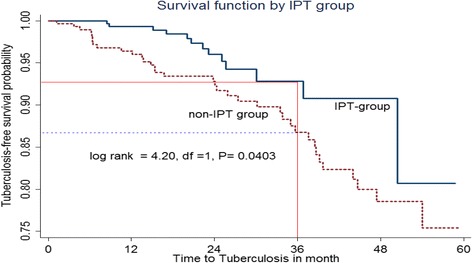 Survival function by IPT group
Tuberculosis-free survival probability
1.00
0.95
0.90
0.85
0.80
0.75
non-IPT group
IPT-group
log rank = 4.20, df =1, P= 0.0403
0
12
24
36
48
60
Time to Tuberculosis in month